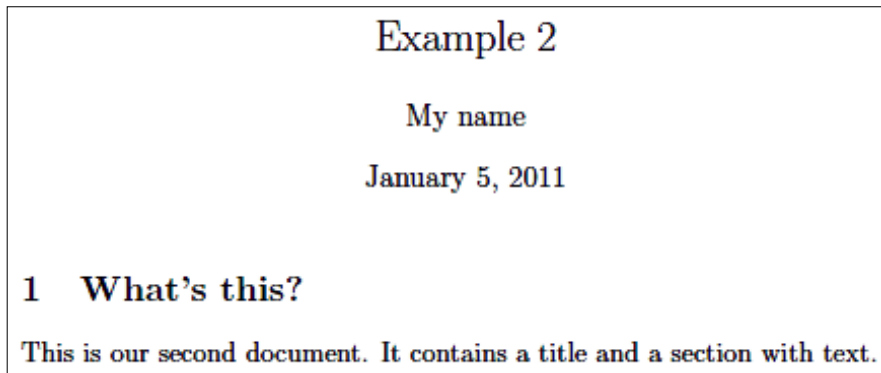 Example 2
My name
January 5, 2011
1 What's this?
This is our second document. It contains a title and a section with text.